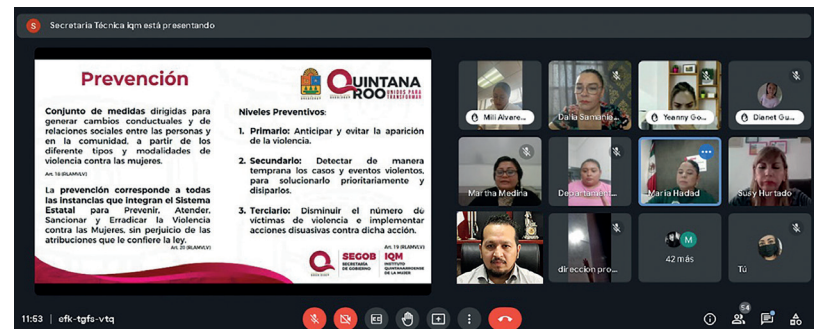 S Secretaria Técnica iqm está presentando
Prevención
QUINTANA
ROO UNIDOS PARA
TRANSFORMAR
Conjunto de medidas dirigidas para
generar cambios conductuales y de
relaciones sociales entre las personas y
en la comunidad, a partir de los
diferentes tipos y modalidades de
violencia contra las mujeres.
Art. 18 (RLAMVLV)
La prevención corresponde a todas
las instancias que integran el Sistema
Estatal para Prevenir, Atender,
Sancionar y Erradicar la Violencia
contra las Mujeres, sin perjuicio de las
atribuciones que le confiere la ley.
Art. 20 (RLAMVLV)
Niveles Preventivos:
1. Primario: Anticipar y evitar la aparición
de la violencia.
2. Secundario: Detectar de manera
temprana los casos y eventos violentos,
para solucionarlo prioritariamente y
disiparlos.
3. Terciario: Disminuir el número de
víctimas de violencia e implementar
acciones disuasivas contra dicha acción.
Art. 19 (RLAMVLV)
SEGOB
SECRETARÍA
DE GOBIERNO
IQM
INSTITUTO
QUINTANARROENSE
DE LA MUJER
Mili Alvare...
Dalia Samanie...
Yeanny Go...
Dianet Gu...
Martha Medina
Departament...
Maria Hadad
Susy Hurtado
direccion pro...
M
42 más
Tú
11:53 | efk-tgfs-vtq
54